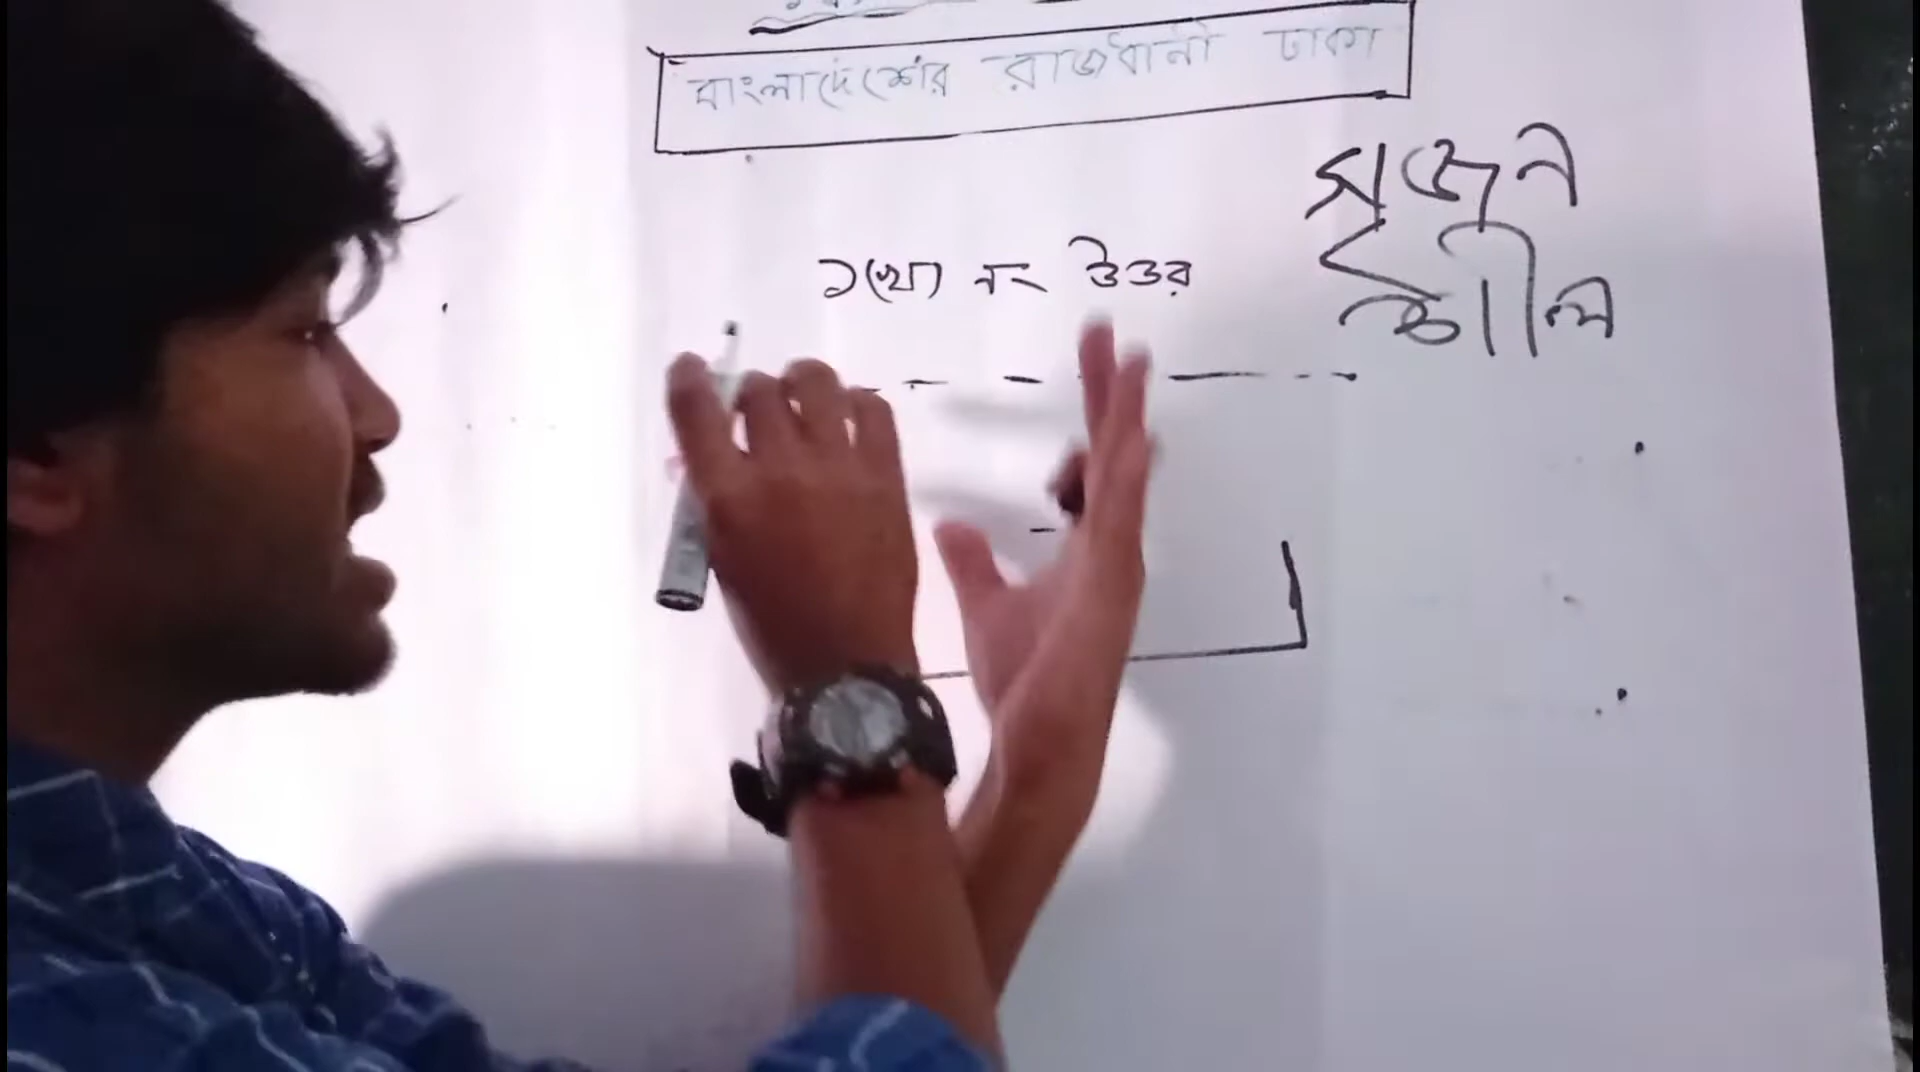 বাংলাদেশের রাজধানী ঢাকা
১(খ) নং উত্তর
সৃজন
শীল